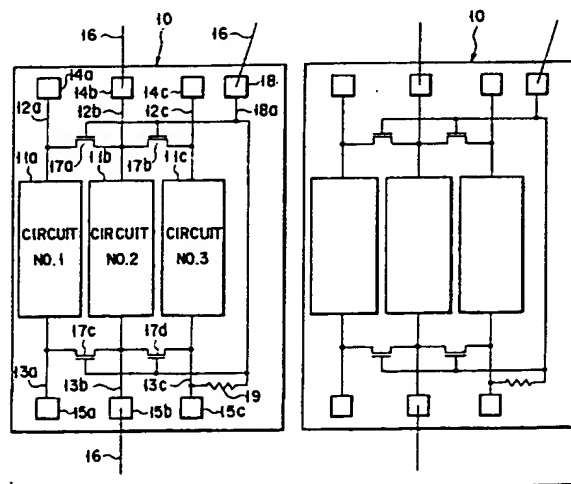 16 10 16 10
14a 14b 14c 18
12a 12b 12c 18a
11a 17a 11b 17b 11c
CIRCUIT NO.1
CIRCUIT NO.2
CIRCUIT NO.3
17c 17d
13a 13b 13c 19
15a 15b 15c
16